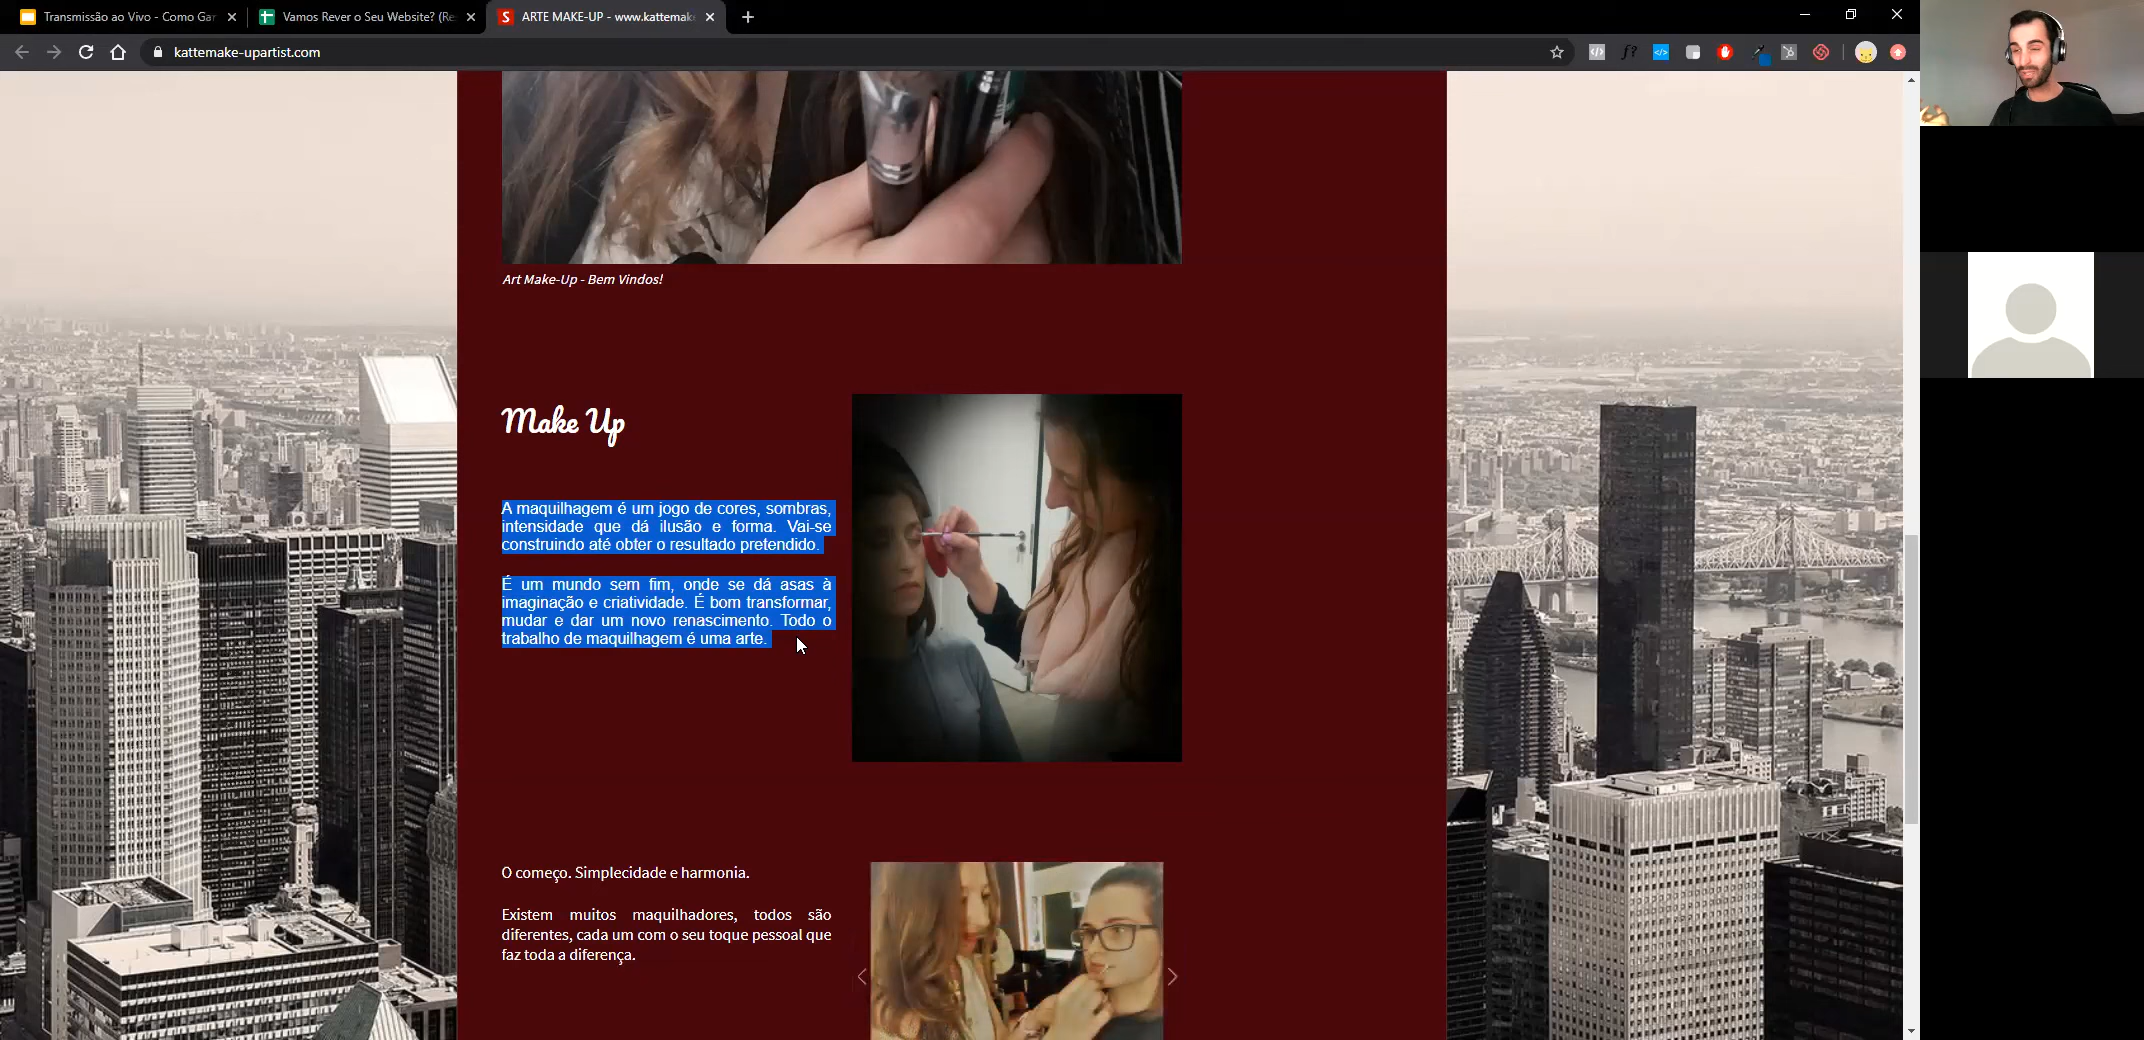 Transmissão ao Vivo - Como Gar
Vamos Rever o Seu Website? (Re
ARTE MAKE-UP - www.kattemak
kattemake-upartist.com
Art Make-Up - Bem Vindos!
Make Up
A maquilhagem é um jogo de cores, sombras,
intensidade que dá ilusão e forma. Vai-se
construindo até obter o resultado pretendido.
É um mundo sem fim, onde se dá asas à
imaginação e criatividade. É bom transformar,
mudar e dar um novo renascimento. Todo o
trabalho de maquilhagem é uma arte.
O começo. Simplecidade e harmonia.
Existem muitos maquilhadores, todos são
diferentes, cada um com o seu toque pessoal que
faz toda a diferença.